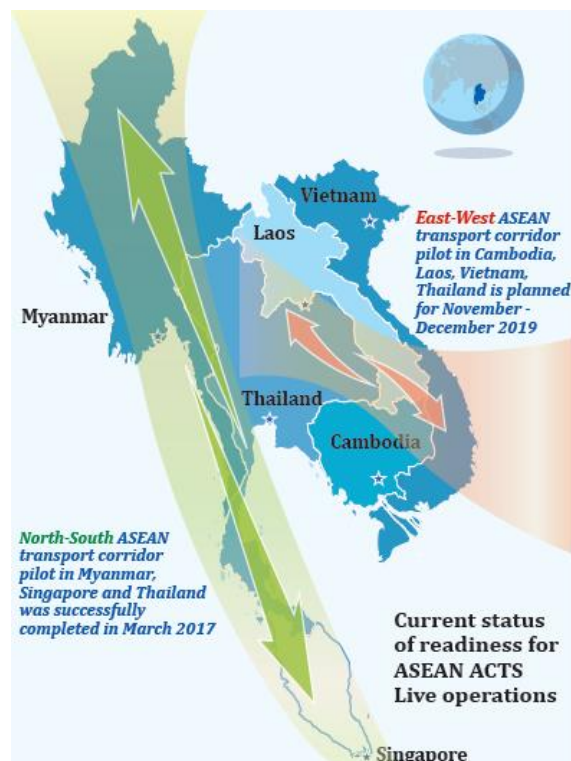 Vietnam
Laos
East-West ASEAN
transport corridor
pilot in Cambodia,
Laos, Vietnam,
Thailand is planned
for November -
December 2019
Myanmar
Thailand
Cambodia
North-South ASEAN
transport corridor
pilot in Myanmar,
Singapore and Thailand
was successfully
completed in March 2017
Current status
of readiness for
ASEAN ACTS
Live operations
Singapore